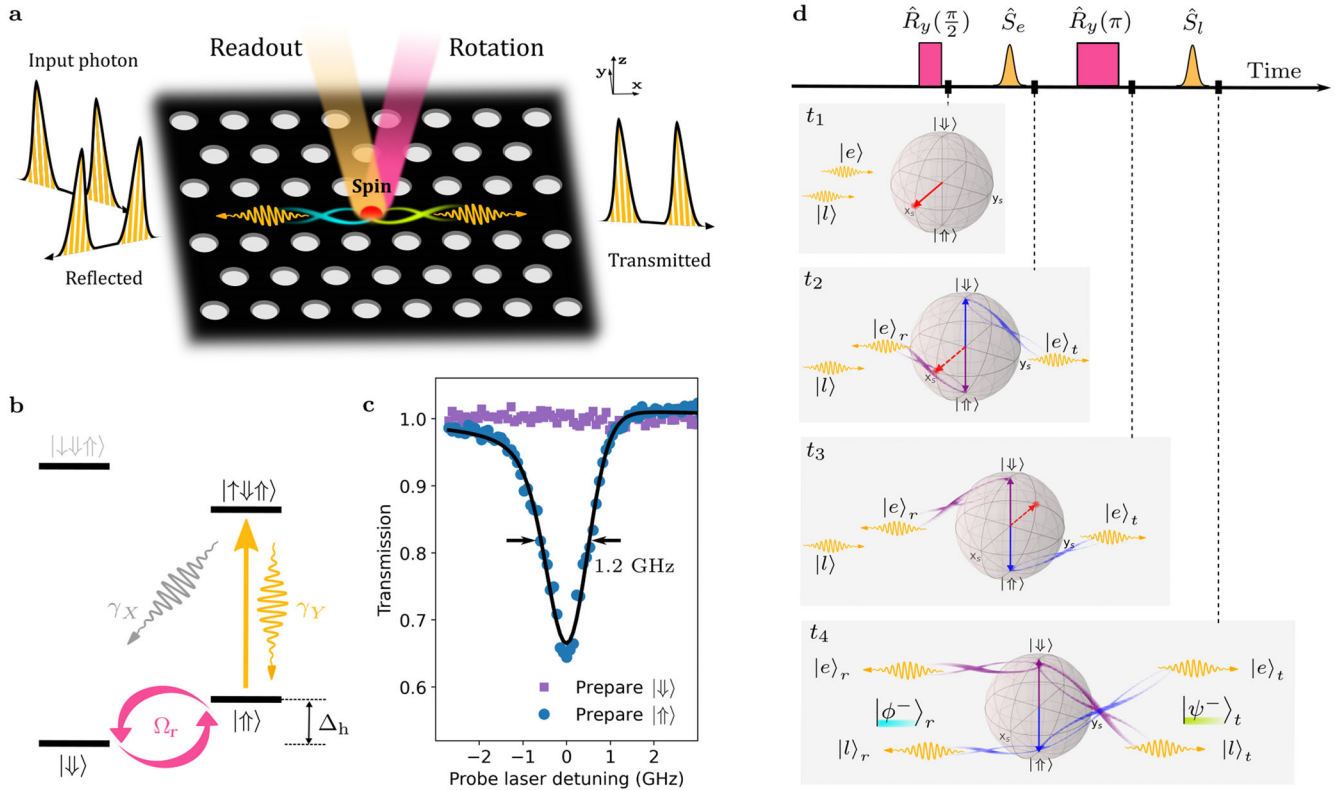 a
Input photon
Readout
Rotation
z
y
x
Spin
Reflected
Transmitted
b
|↓⇓⇑⟩
|↑⇓⇑⟩
γX
γY
Ωr
|⇑⟩
Δh
|⇓⟩
c
1.0
0.9
0.8
0.7
0.6
Transmission
1.2 GHz
Prepare |⇓⟩
Prepare |⇑⟩
−2 −1 0 1 2
Probe laser detuning (GHz)
d
R̂y(π/2) Ŝe R̂y(π) Ŝl
Time
t1
|⇓⟩
|e⟩
|l⟩
xs
ys
|⇑⟩
t2
|⇓⟩
|e⟩r
|e⟩t
|l⟩
xs
ys
|⇑⟩
t3
|⇓⟩
|e⟩r
|e⟩t
|l⟩
xs
ys
|⇑⟩
t4
|⇓⟩
|e⟩r
|e⟩t
|ϕ−⟩r
|ψ−⟩t
xs
ys
|l⟩r
|l⟩t
|⇑⟩